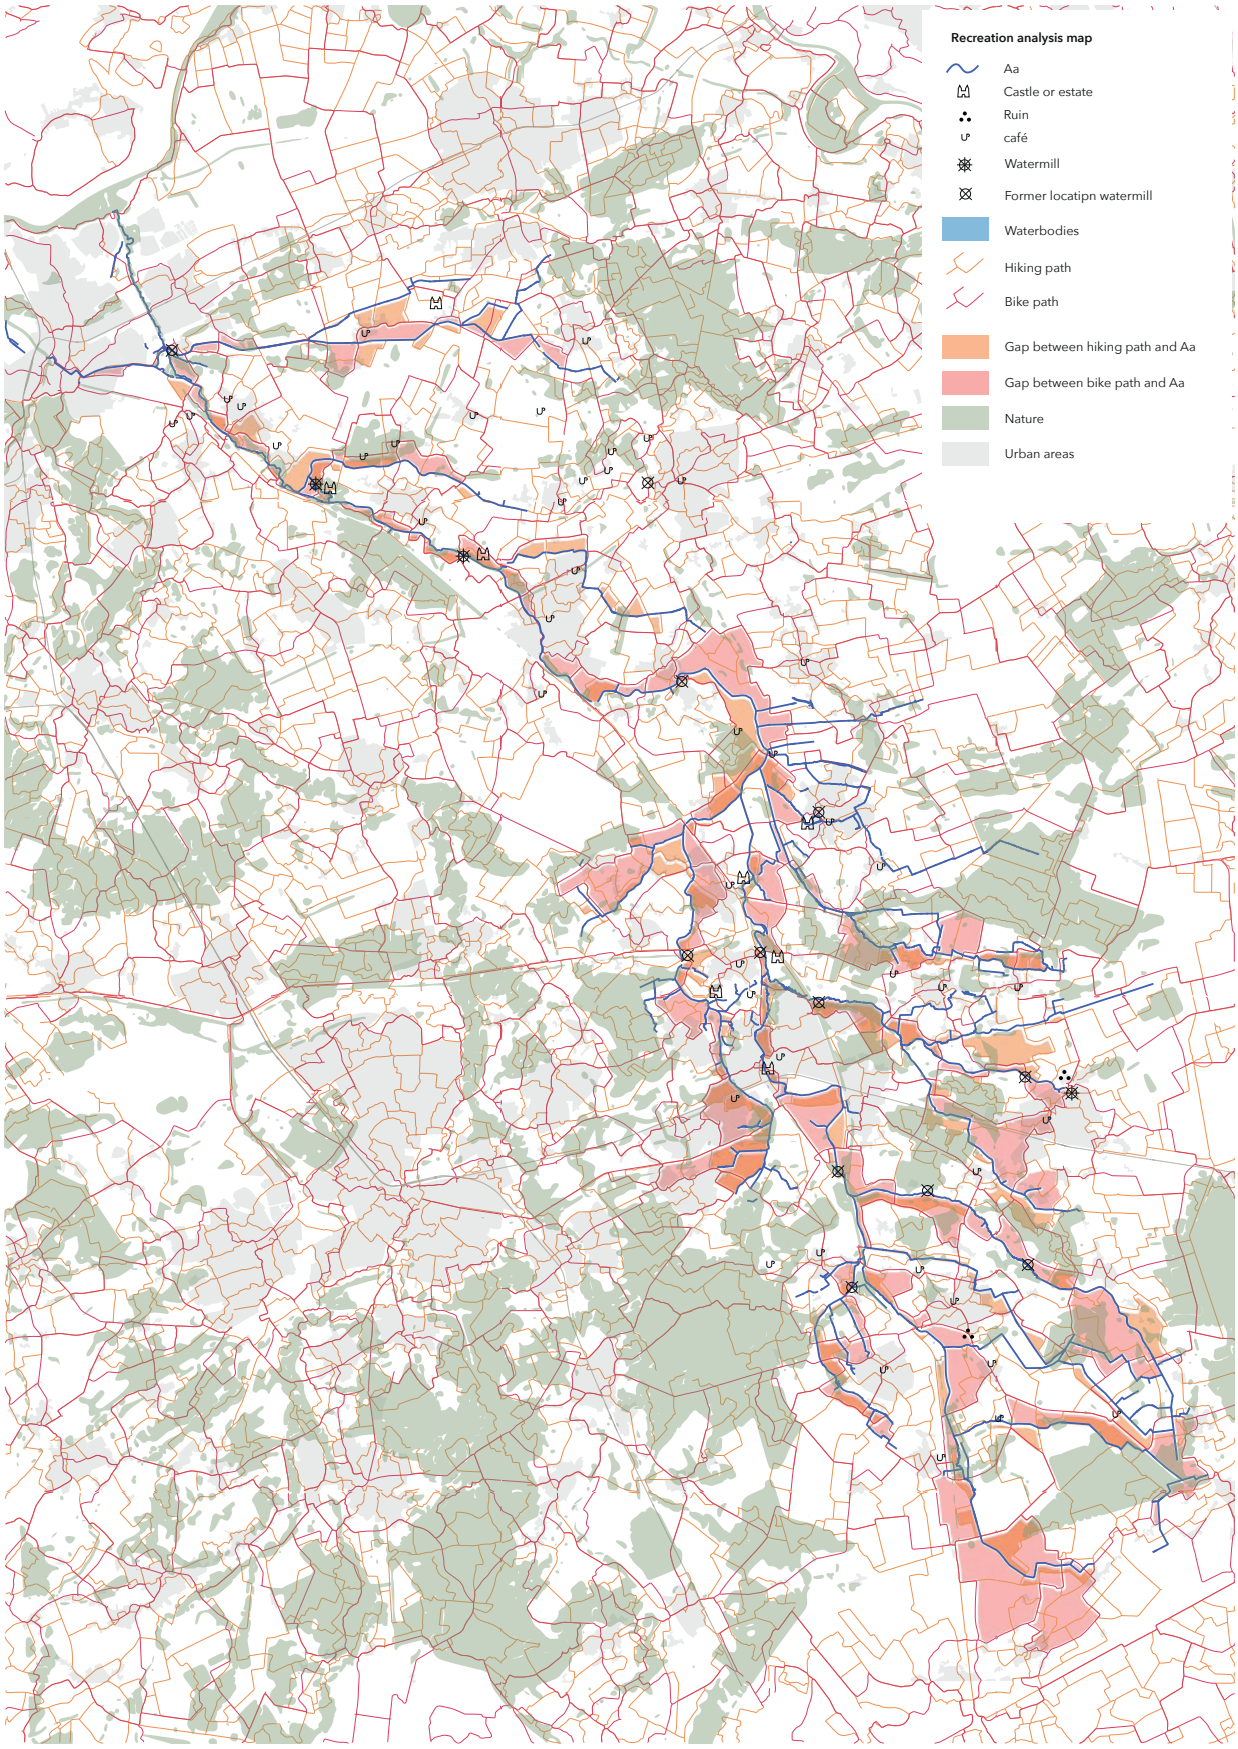 Recreation analysis map
Aa
Castle or estate
Ruin
café
Watermill
Former locatipn watermill
Waterbodies
Hiking path
Bike path
Gap between hiking path and Aa
Gap between bike path and Aa
Nature
Urban areas